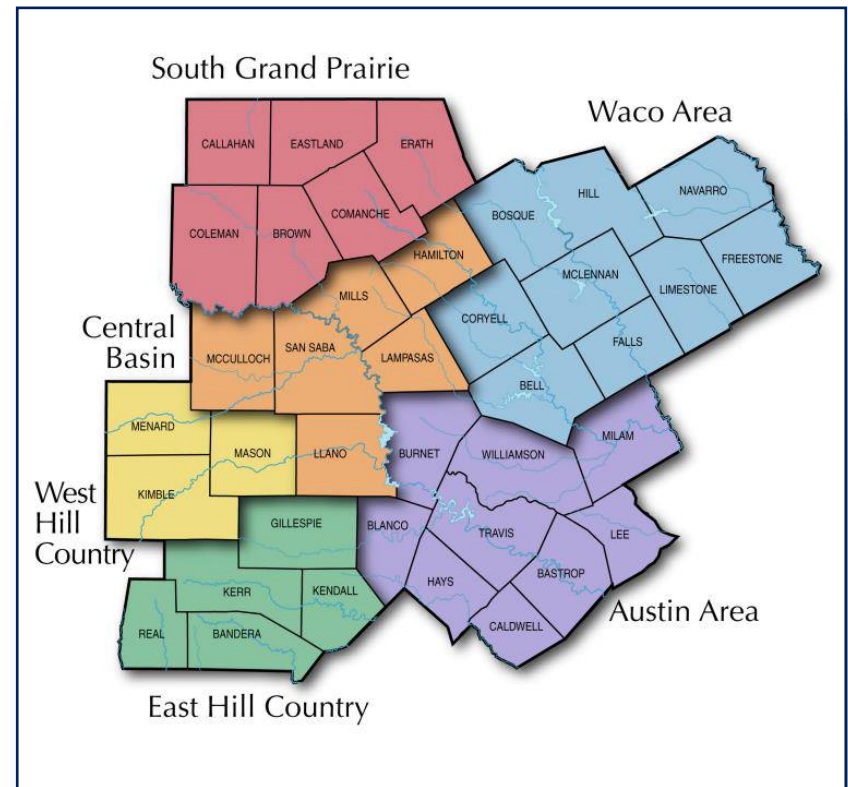 South Grand Prairie
Waco Area
CALLAHAN
EASTLAND
ERATH
COLEMAN
BROWN
COMANCHE
HAMILTON
BOSQUE
HILL
NAVARRO
MCLENNAN
LIMESTONE
FREESTONE
MILLS
CORYELL
FALLS
Central
Basin
MCCULLOCH
SAN SABA
LAMPASAS
BELL
MENARD
MASON
LLANO
BURNET
WILLIAMSON
MILAM
West
Hill
Country
KIMBLE
GILLESPIE
BLANCO
TRAVIS
LEE
KERR
KENDALL
HAYS
BASTROP
Austin Area
REAL
BANDERA
CALDWELL
East Hill Country